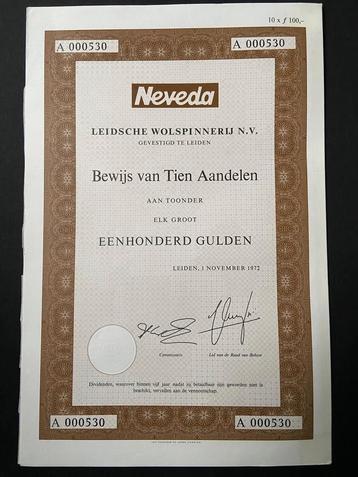 10 x ƒ 100,-
A 000530 A 000530
Neveda
LEIDSCHE WOLSPINNERIJ N.V.
GEVESTIGD TE LEIDEN
Bewijs van Tien Aandelen
AAN TOONDER
ELK GROOT
EENHONDERD GULDEN
LEIDEN, 1 NOVEMBER 1972
Commissaris Lid van de Raad van Beheer
Dividenden, waarover binnen vijf jaar nadat zij betaalbaar zijn geworden niet is
beschikt, vervallen aan de vennootschap.
A 000530 A 000530